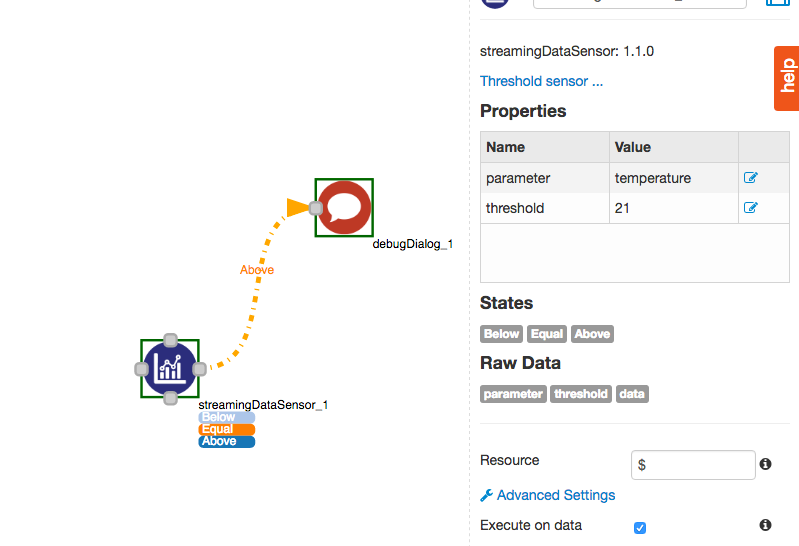 streamingDataSensor: 1.1.0
help
Threshold sensor ...
Properties
Name Value
parameter temperature
threshold 21
debugDialog_1
Above
States
Below Equal Above
Raw Data
parameter threshold data
streamingDataSensor_1
Below
Equal
Above
Resource $
Advanced Settings
Execute on data